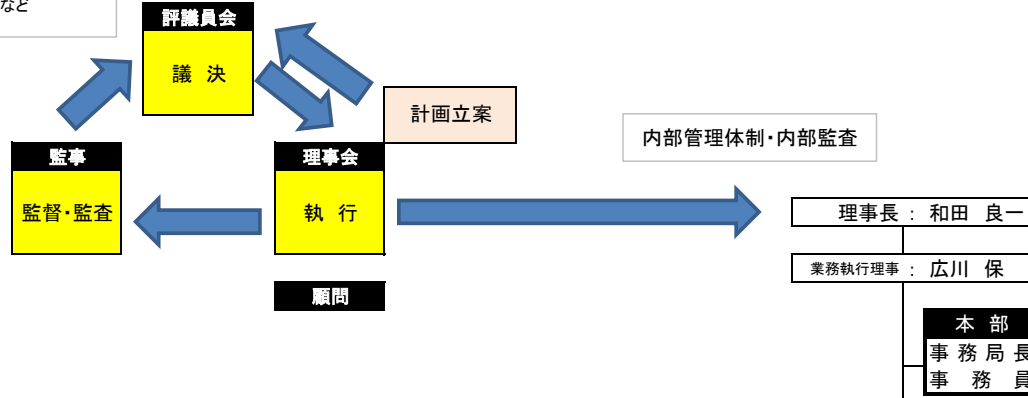 など
評議員会
議 決
計画立案
内部管理体制・内部監査
監事
監督・監査
理事会
執 行
理事長 : 和田 良一
業務執行理事 : 広川 保
顧問
本 部
事 務 局 長
事 務 員